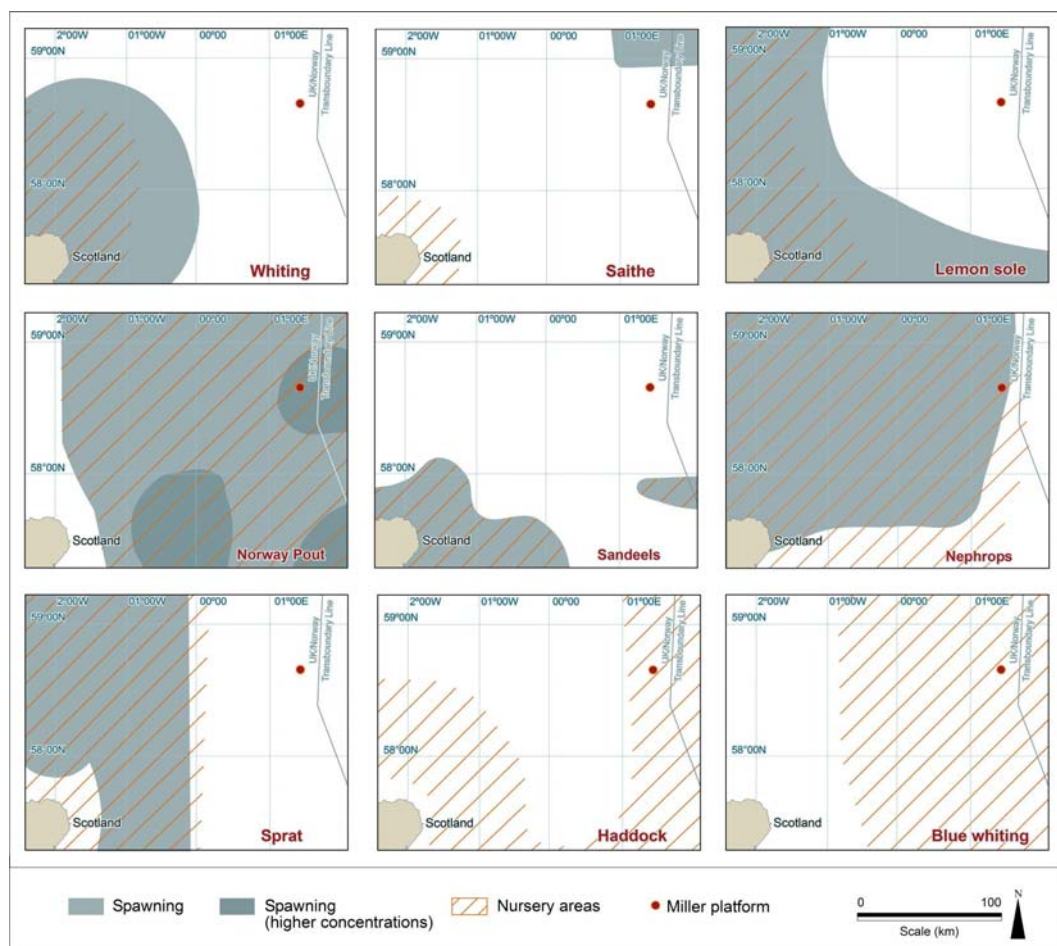 2°00W 01°00W 00°00 01°00E
59°00N
UK/Norway
Transboundary Line
58°00N
Scotland
Whiting
2°00W 01°00W 00°00 01°00E
59°00N
UK/Norway
Transboundary line
58°00N
Scotland
Saithe
2°00W 01°00W 00°00 01°00E
59°00N
UK/Norway
Transboundary Line
58°00N
Scotland
Lemon sole
2°00W 01°00W 00°00 01°00E
59°00N
UK/Norway
Transboundary line
58°00N
Scotland
Norway Pout
2°00W 01°00W 00°00 01°00E
59°00N
UK/Norway
Transboundary Line
58°00N
Scotland
Sandeels
2°00W 01°00W 00°00 01°00E
59°00N
UK/Norway
Transboundary Line
58°00N
Scotland
Nephrops
2°00W 01°00W 00°00 01°00E
59°00N
UK/Norway
Transboundary Line
58°00N
Scotland
Sprat
2°00W 01°00W 00°00 01°00E
59°00N
UK/Norway
Transboundary Line
58°00N
Scotland
Haddock
2°00W 01°00W 00°00 01°00E
59°00N
UK/Norway
Transboundary Line
58°00N
Scotland
Blue whiting
Spawning
Spawning
(higher concentrations)
Nursery areas
Miller platform
0 100
Scale (km)
N